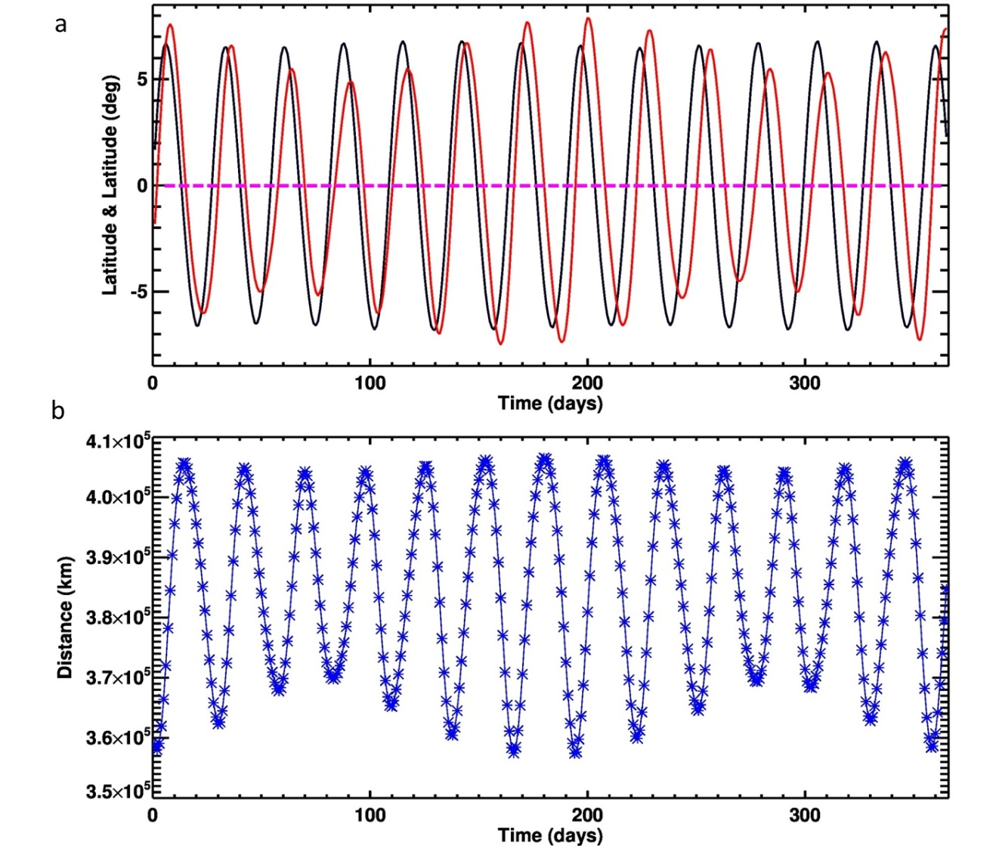 a
Latitude & Latitude (deg)
5
0
-5
0 100 200 300
Time (days)
b
Distance (km)
4.1×10⁵
4.0×10⁵
3.9×10⁵
3.8×10⁵
3.7×10⁵
3.6×10⁵
3.5×10⁵
0 100 200 300
Time (days)